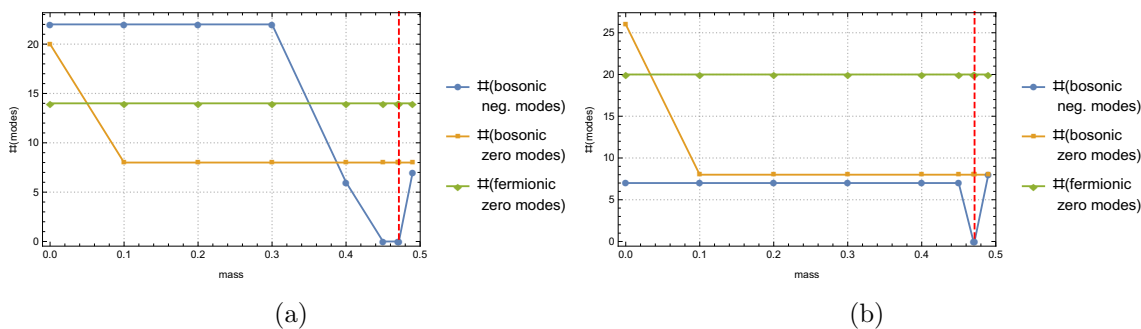 20
15
10
5
0
0.0 0.1 0.2 0.3 0.4 0.5
mass
#(modes)
#(bosonic
neg. modes)
#(bosonic
zero modes)
#(fermionic
zero modes)
(a)
25
20
15
10
5
0
0.0 0.1 0.2 0.3 0.4 0.5
mass
#(modes)
#(bosonic
neg. modes)
#(bosonic
zero modes)
#(fermionic
zero modes)
(b)